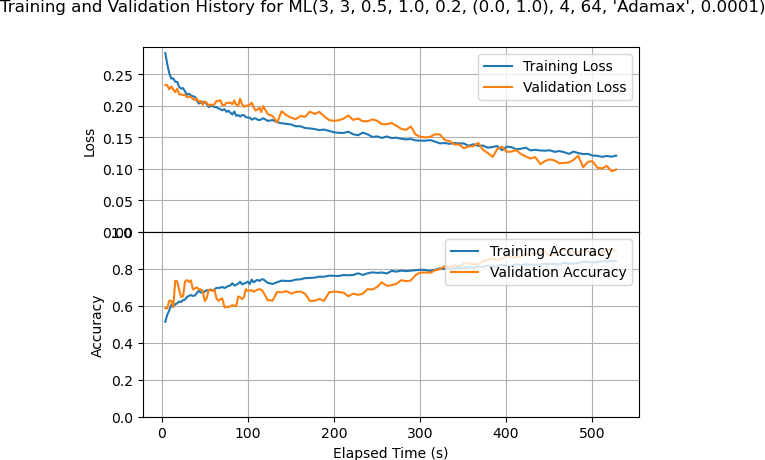 Training and Validation History for ML(3, 3, 0.5, 1.0, 0.2, (0.0, 1.0), 4, 64, 'Adamax', 0.0001)
0.25
0.20
0.15
0.10
0.05
0.00
Loss
Training Loss
Validation Loss
1.0
0.8
0.6
0.4
0.2
0.0
Accuracy
Training Accuracy
Validation Accuracy
0
100
200
300
400
500
Elapsed Time (s)